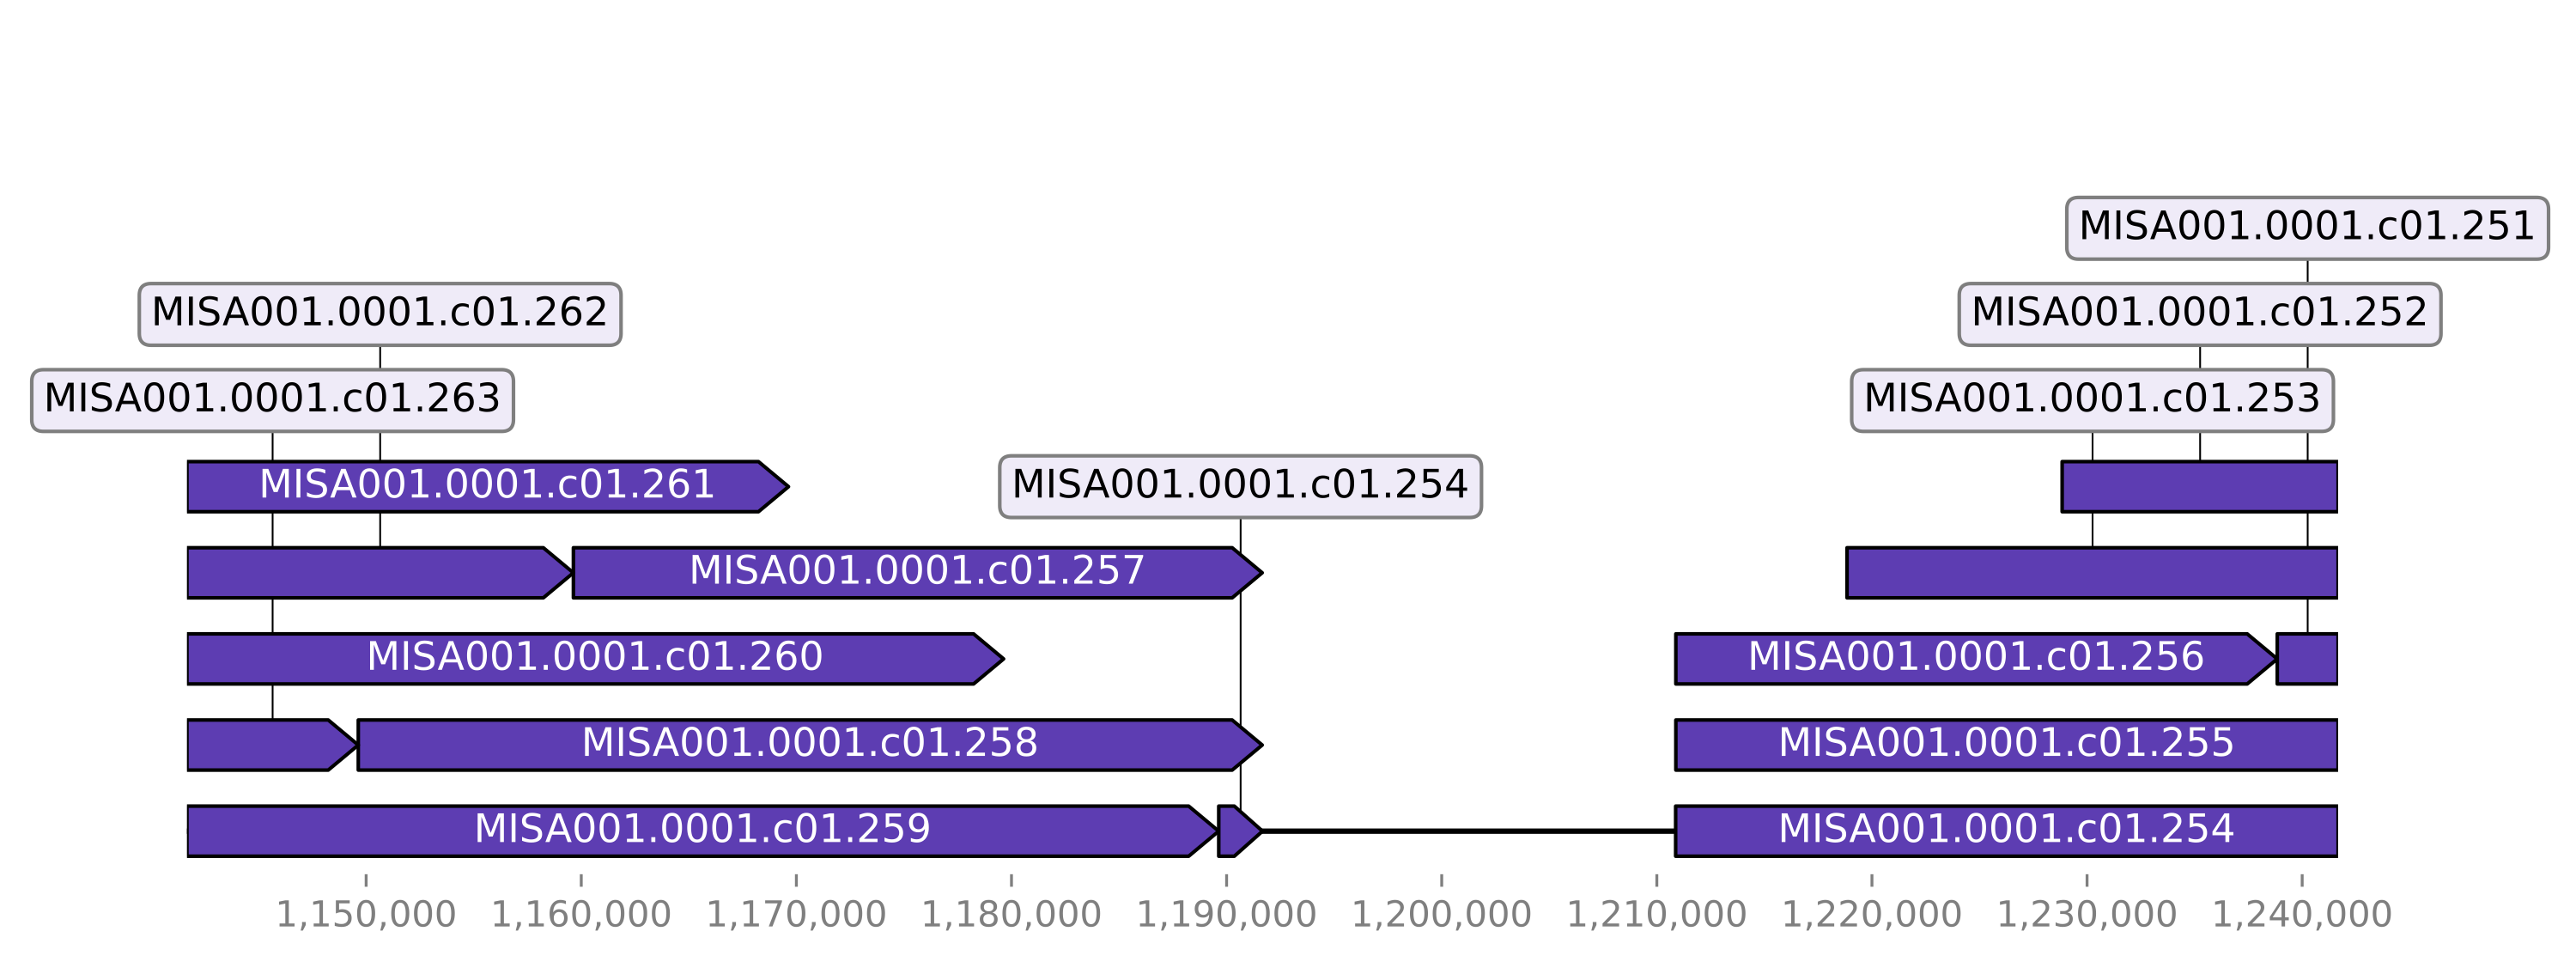 MISA001.0001.c01.251
MISA001.0001.c01.262
MISA001.0001.c01.252
MISA001.0001.c01.263
MISA001.0001.c01.253
MISA001.0001.c01.261
MISA001.0001.c01.254
MISA001.0001.c01.257
MISA001.0001.c01.260
MISA001.0001.c01.256
MISA001.0001.c01.258
MISA001.0001.c01.255
MISA001.0001.c01.259
MISA001.0001.c01.254
1,150,000 1,160,000 1,170,000 1,180,000 1,190,000 1,200,000 1,210,000 1,220,000 1,230,000 1,240,000